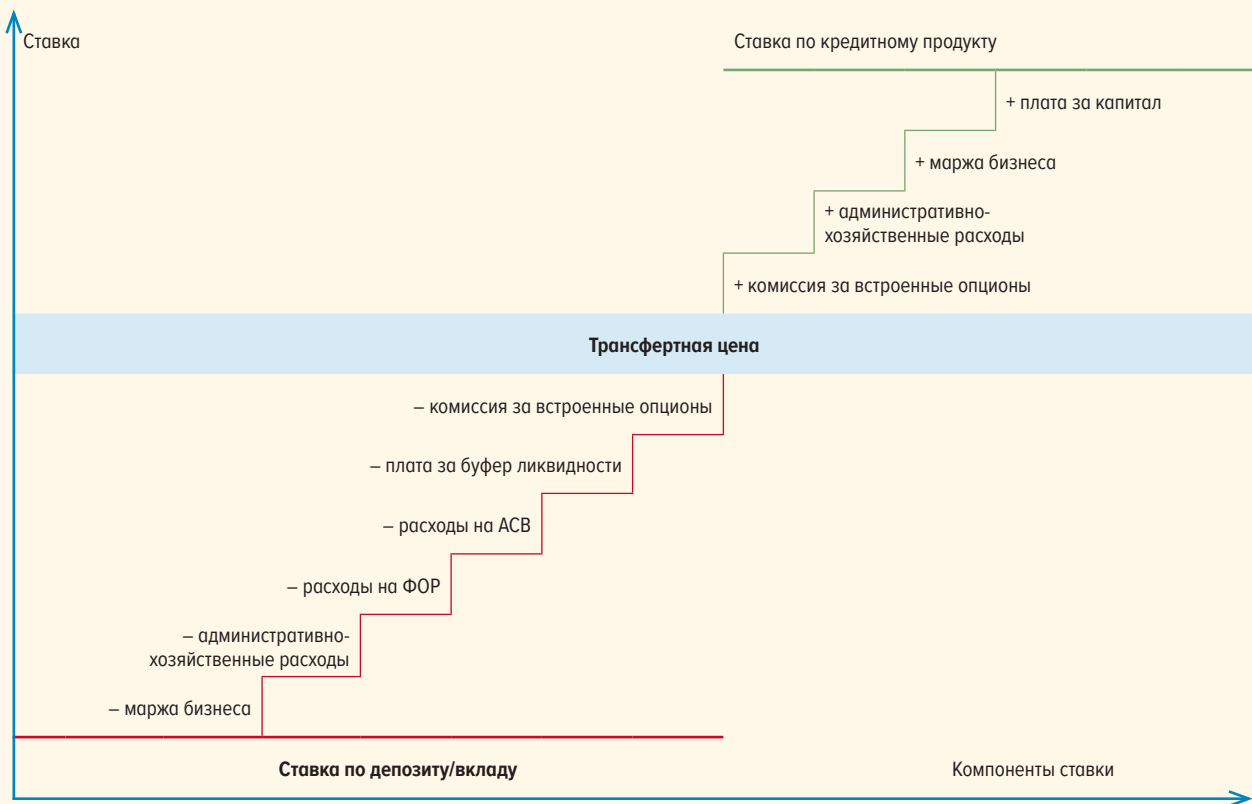 Ставка
Ставка по кредитному продукту
+ плата за капитал
+ маржа бизнеса
+ административно-
хозяйственные расходы
+ комиссия за встроенные опционы
Трансфертная цена
– комиссия за встроенные опционы
– плата за буфер ликвидности
– расходы на АСВ
– расходы на ФОР
– административно-
хозяйственные расходы
– маржа бизнеса
Ставка по депозиту/вкладу
Компоненты ставки